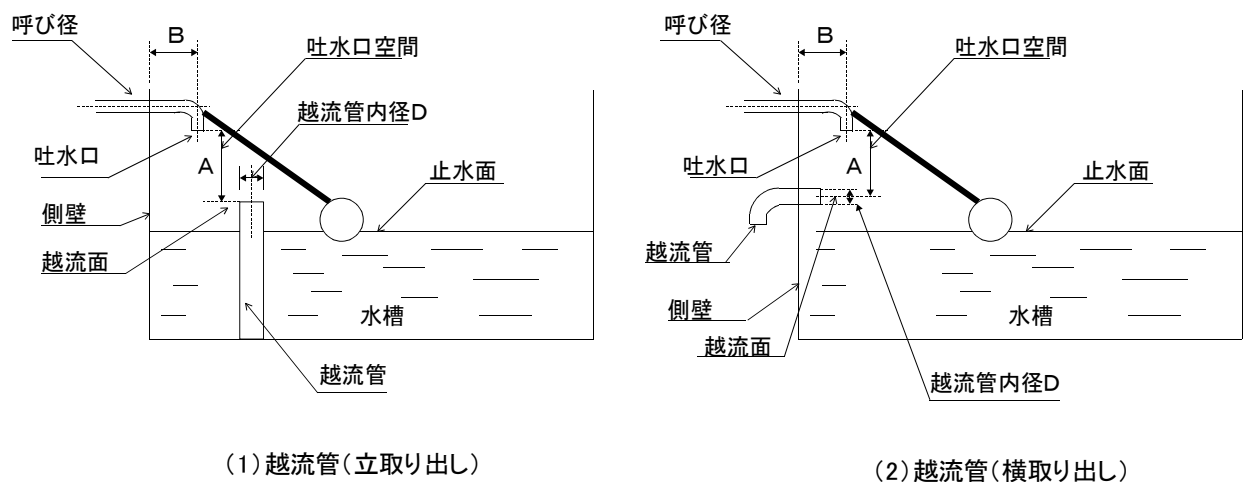 呼び径
B
吐水口空間
越流管内径D
吐水口
A
止水面
側壁
越流面
水槽
越流管
(1)越流管(立取り出し)
呼び径
B
吐水口空間
吐水口
A
止水面
越流管
側壁
水槽
越流面
越流管内径D
(2)越流管(横取り出し)